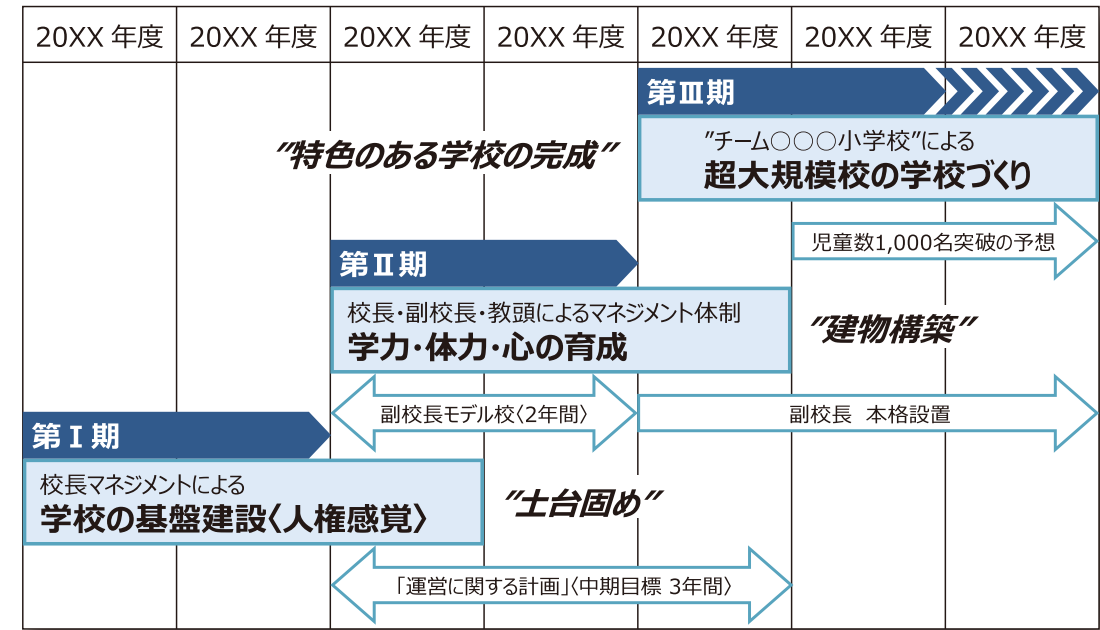 20XX 年度 20XX 年度 20XX 年度 20XX 年度 20XX 年度 20XX 年度 20XX 年度
第Ⅲ期
”チーム○○○小学校”による
超大規模校の学校づくり
”特色のある学校の完成”
児童数1,000名突破の予想
第Ⅱ期
校長・副校長・教頭によるマネジメント体制
学力・体力・心の育成
”建物構築”
副校長モデル校〈2年間〉
副校長 本格設置
第Ⅰ期
校長マネジメントによる
学校の基盤建設〈人権感覚〉
”土台固め”
「運営に関する計画」〈中期目標 3年間〉